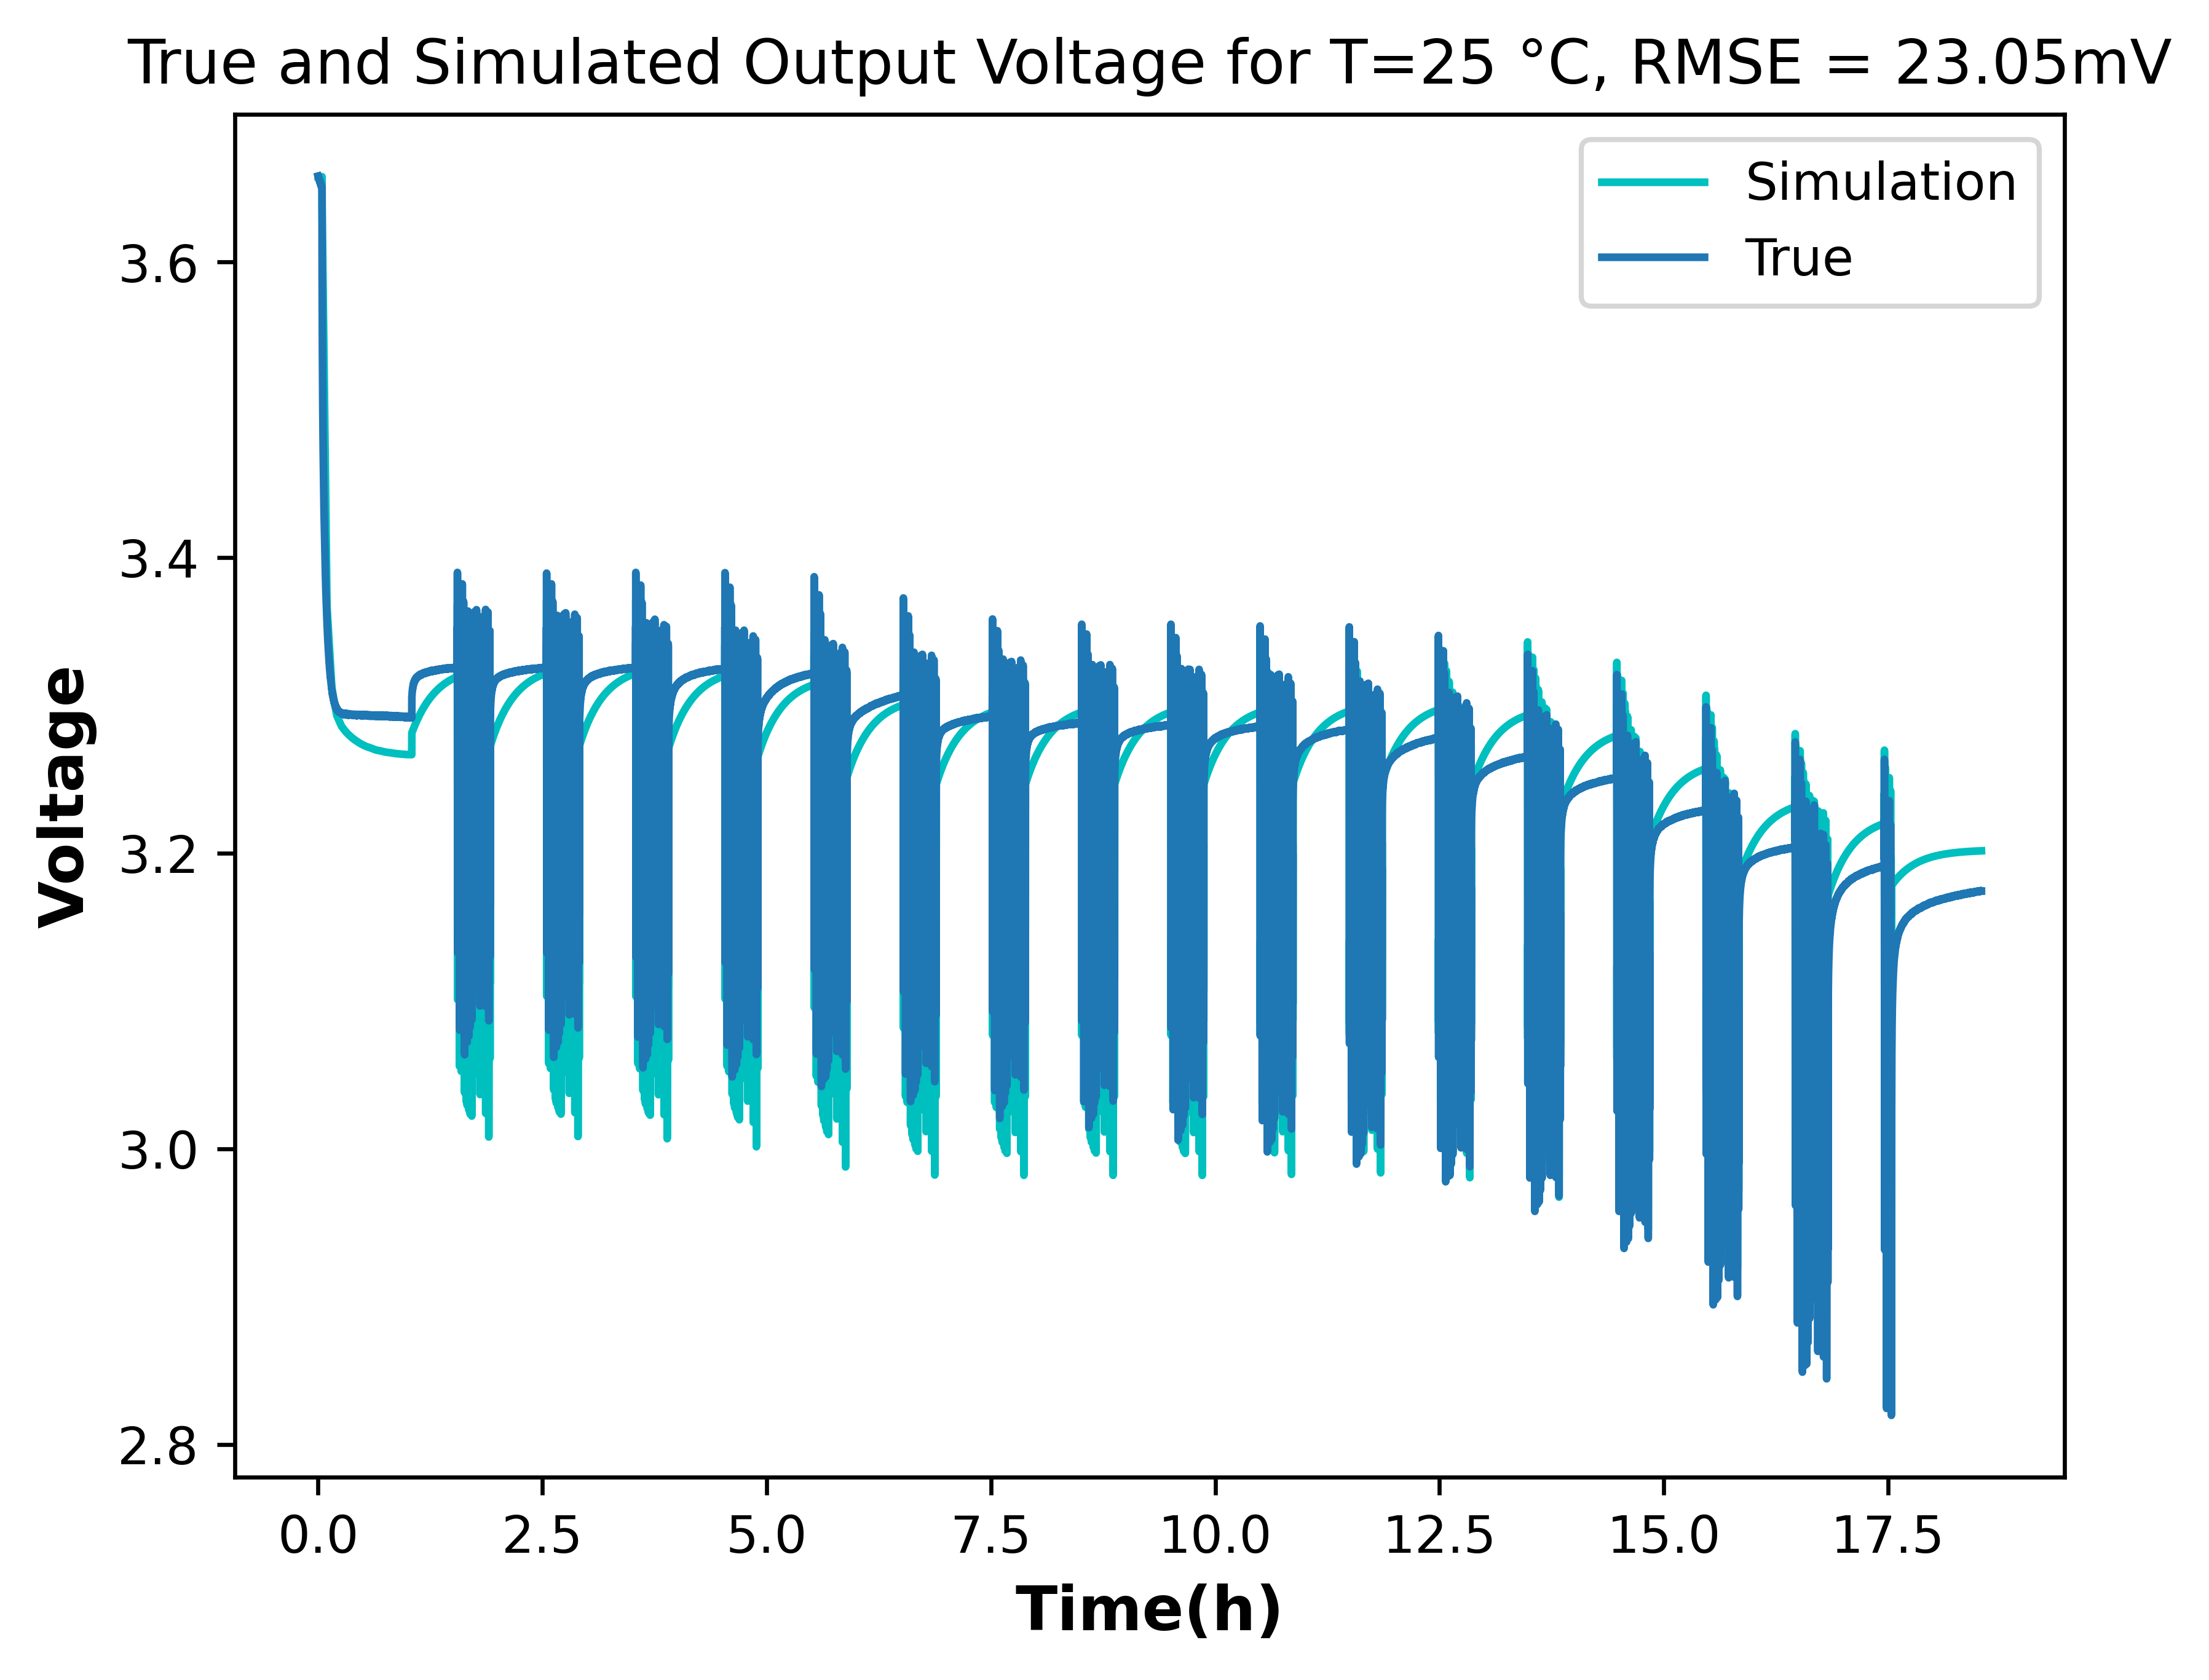 True and Simulated Output Voltage for T=25 °C, RMSE = 23.05mV
Simulation
True
Voltage
3.6
3.4
3.2
3.0
2.8
0.0 2.5 5.0 7.5 10.0 12.5 15.0 17.5
Time(h)